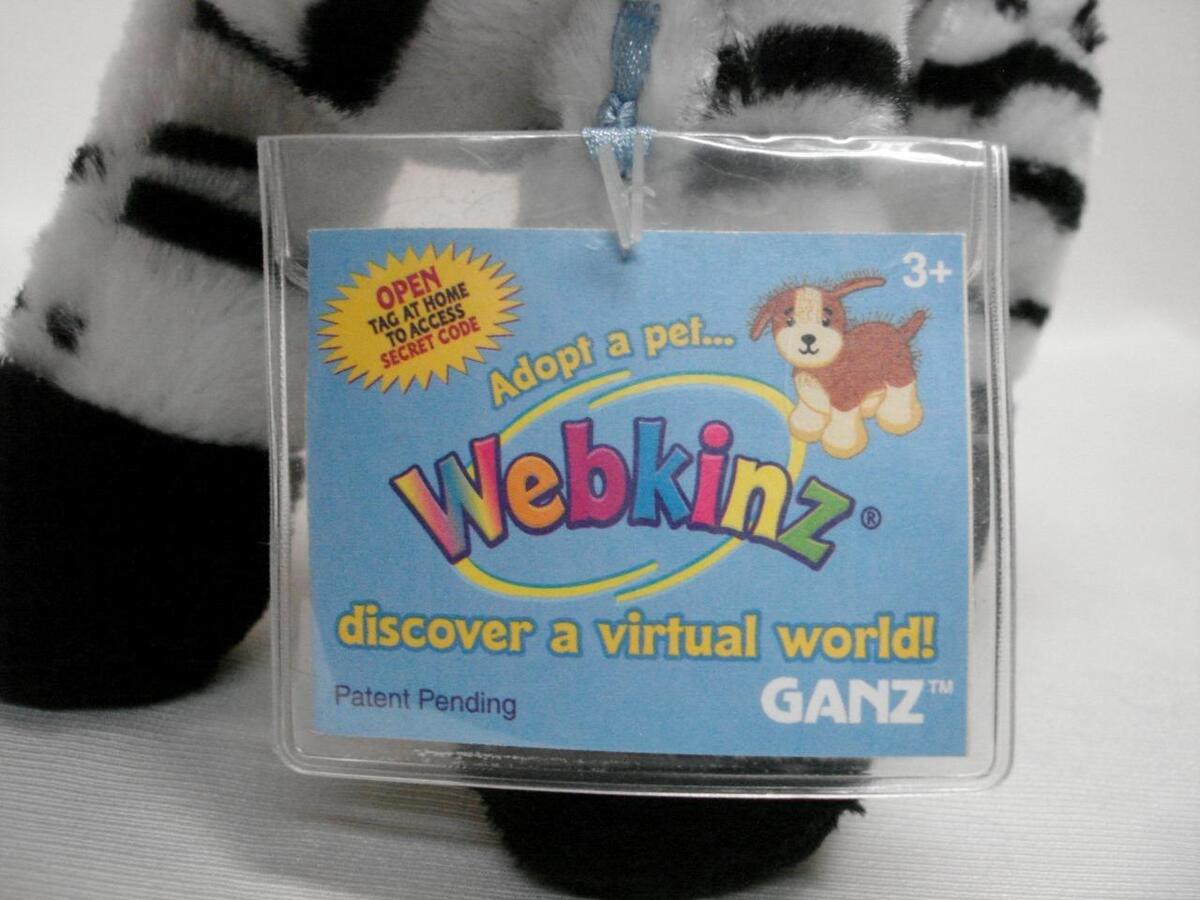 OPEN
TAG AT HOME
TO ACCESS
SECRET CODE
3+
Adopt a pet...
Webkinz®
discover a virtual world!
Patent Pending
GANZ™